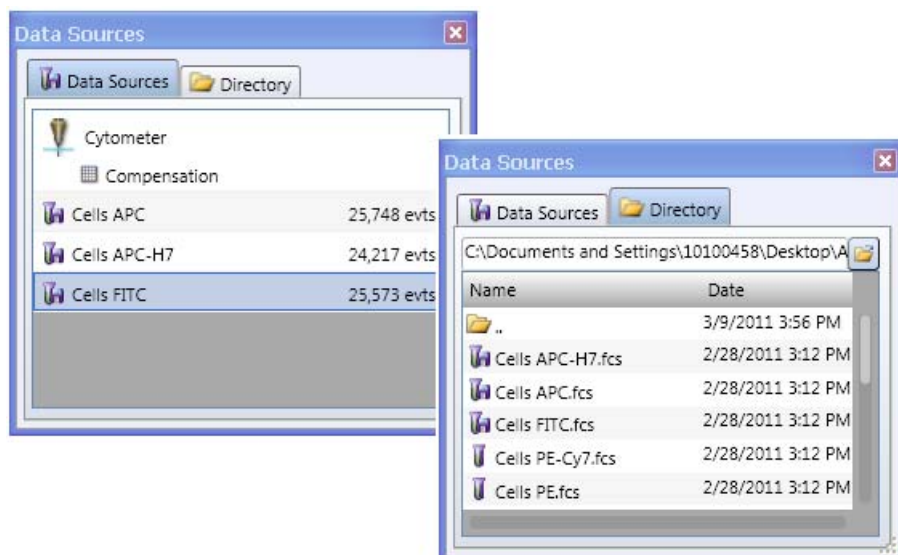 Data Sources
Data Sources Directory
Cytometer
Compensation
Cells APC 25,748 evts
Cells APC-H7 24,217 evts
Cells FITC 25,573 evts
Data Sources
Data Sources Directory
C:\Documents and Settings\10100458\Desktop\A
Name Date
.. 3/9/2011 3:56 PM
Cells APC-H7.fcs 2/28/2011 3:12 PM
Cells APC.fcs 2/28/2011 3:12 PM
Cells FITC.fcs 2/28/2011 3:12 PM
Cells PE-Cy7.fcs 2/28/2011 3:12 PM
Cells PE.fcs 2/28/2011 3:12 PM